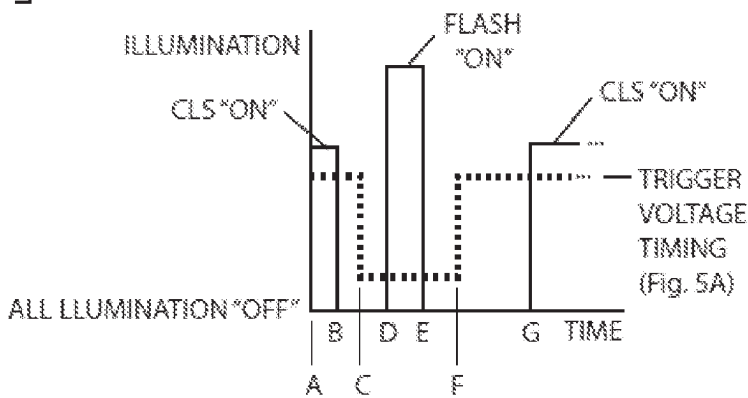 ILLUMINATION
FLASH
"ON"
CLS "ON"
CLS "ON"
TRIGGER
VOLTAGE
TIMING
(Fig. 5A)
ALL LLUMINATION "OFF"
B D E G TIME
A C F